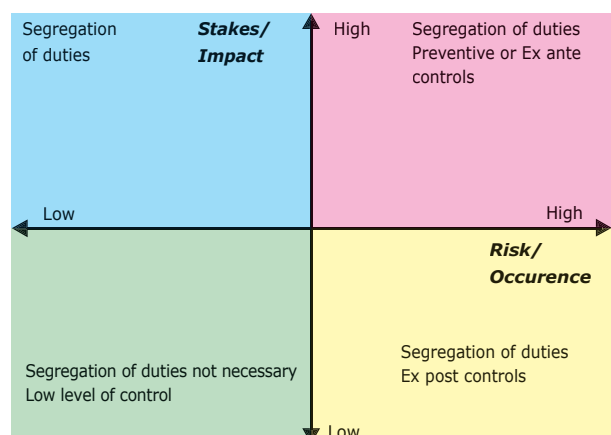 Segregation
of duties
Stakes/
Impact
High
Segregation of duties
Preventive or Ex ante
controls
Low
High
Risk/
Occurence
Segregation of duties not necessary
Low level of control
Segregation of duties
Ex post controls
Low